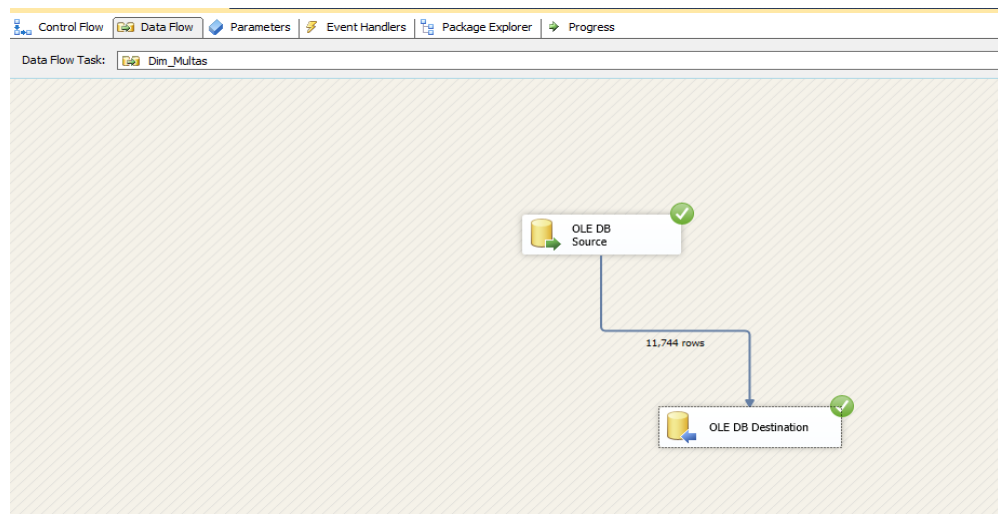 Control Flow Data Flow Parameters Event Handlers Package Explorer Progress
Data Flow Task: Dim_Multas
OLE DB
Source
11,744 rows
OLE DB Destination